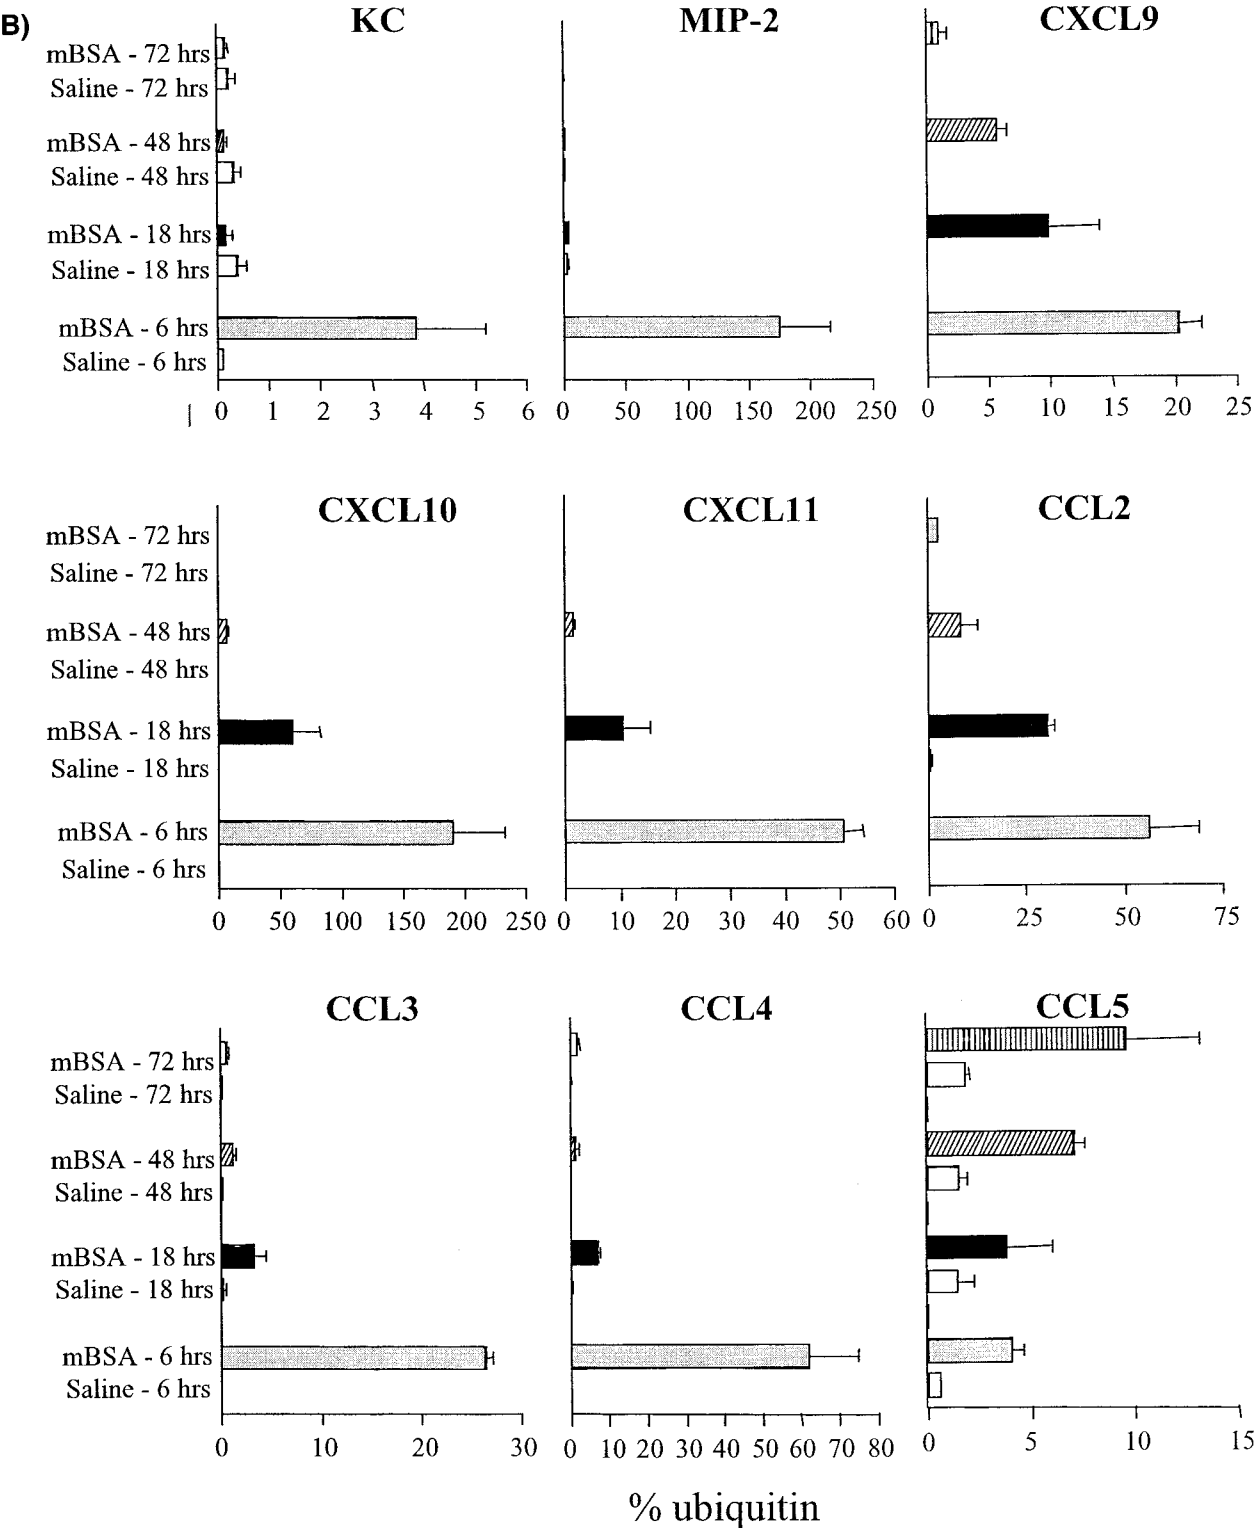 B)
KC
MIP-2
CXCL9
mBSA - 72 hrs
Saline - 72 hrs
mBSA - 48 hrs
Saline - 48 hrs
mBSA - 18 hrs
Saline - 18 hrs
mBSA - 6 hrs
Saline - 6 hrs
0 1 2 3 4 5 6
0 50 100 150 200 250
0 5 10 15 20 25
CXCL10
CXCL11
CCL2
mBSA - 72 hrs
Saline - 72 hrs
mBSA - 48 hrs
Saline - 48 hrs
mBSA - 18 hrs
Saline - 18 hrs
mBSA - 6 hrs
Saline - 6 hrs
0 50 100 150 200 250
0 10 20 30 40 50 60
0 25 50 75
CCL3
CCL4
CCL5
mBSA - 72 hrs
Saline - 72 hrs
mBSA - 48 hrs
Saline - 48 hrs
mBSA - 18 hrs
Saline - 18 hrs
mBSA - 6 hrs
Saline - 6 hrs
0 10 20 30
0 10 20 30 40 50 60 70 80
0 5 10 15
% ubiquitin